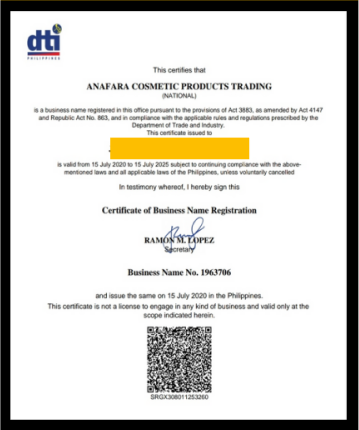 dti
PHILIPPINES
This certifies that
ANAFARA COSMETIC PRODUCTS TRADING
(NATIONAL)
is a business name registered in this office pursuant to the provisions of Act 3883, as amended by Act 4147
and Republic Act No. 863, and in compliance with the applicable rules and regulations prescribed by the
Department of Trade and Industry.
This certificate issued to
is valid from 15 July 2020 to 15 July 2025 subject to continuing compliance with the above-
mentioned laws and all applicable laws of the Philippines, unless voluntarily cancelled
In testimony whereof, I hereby sign this
Certificate of Business Name Registration
RAMON M. LOPEZ
Secretary
Business Name No. 1963706
and issue the same on 15 July 2020 in the Philippines.
This certificate is not a license to engage in any kind of business and valid only at the
scope indicated herein.
SRGX308011253260